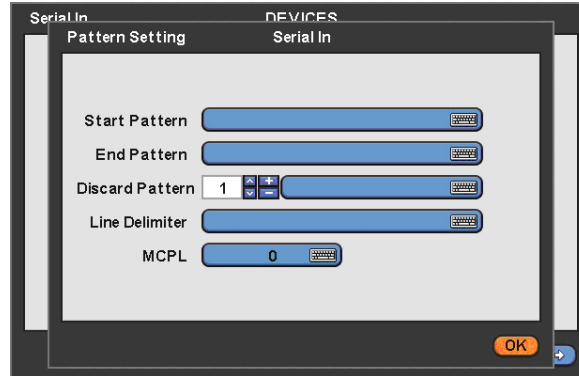 Serial In DEVICES
Pattern Setting Serial In
Start Pattern
End Pattern
Discard Pattern 1
Line Delimiter
MCPL 0
OK